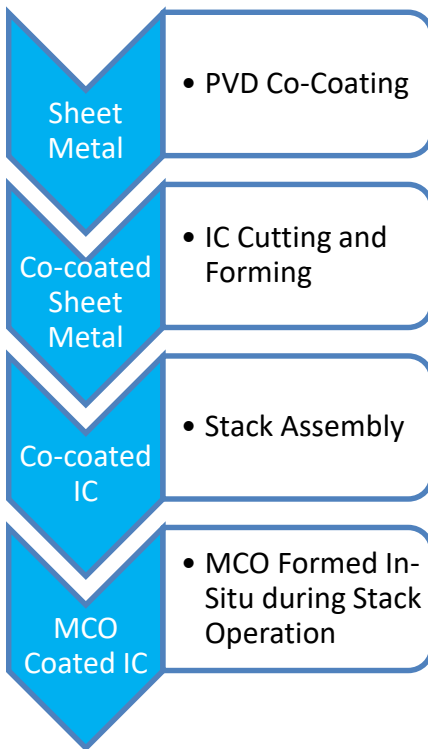 Sheet
Metal
• PVD Co-Coating
Co-coated
Sheet
Metal
• IC Cutting and
Forming
Co-coated
IC
• Stack Assembly
MCO
Coated IC
• MCO Formed In-
Situ during Stack
Operation